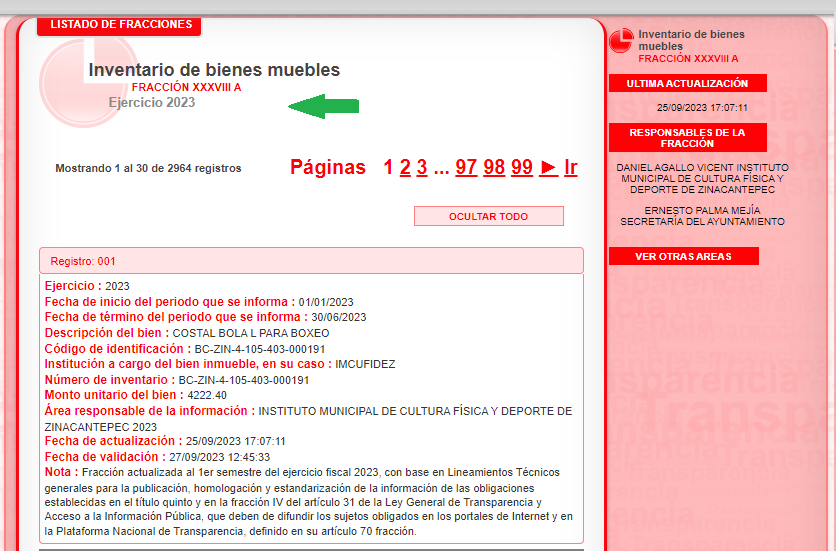 LISTADO DE FRACCIONES
Inventario de bienes muebles
FRACCIÓN XXXVIII A
Ejercicio 2023
Mostrando 1 al 30 de 2964 registros
Páginas 1 2 3 ... 97 98 99 ► Ir
OCULTAR TODO
Registro: 001
Ejercicio : 2023
Fecha de inicio del periodo que se informa : 01/01/2023
Fecha de término del periodo que se informa : 30/06/2023
Descripción del bien : COSTAL BOLA L PARA BOXEO
Código de identificación : BC-ZIN-4-105-403-000191
Institución a cargo del bien inmueble, en su caso : IMCUFIDEZ
Número de inventario : BC-ZIN-4-105-403-000191
Monto unitario del bien : 4222.40
Área responsable de la información : INSTITUTO MUNICIPAL DE CULTURA FÍSICA Y DEPORTE DE
ZINACANTEPEC 2023
Fecha de actualización : 25/09/2023 17:07:11
Fecha de validación : 27/09/2023 12:45:33
Nota : Fracción actualizada al 1er semestre del ejercicio fiscal 2023, con base en Lineamientos Técnicos
generales para la publicación, homologación y estandarización de la información de las obligaciones
establecidas en el título quinto y en la fracción IV del artículo 31 de la Ley General de Transparencia y
Acceso a la Información Pública, que deben de difundir los sujetos obligados en los portales de Internet y en
la Plataforma Nacional de Transparencia, definido en su artículo 70 fracción.
Inventario de bienes
muebles
FRACCIÓN XXXVIII A
ULTIMA ACTUALIZACIÓN
25/09/2023 17:07:11
RESPONSABLES DE LA
FRACCIÓN
DANIEL AGALLO VICENT INSTITUTO
MUNICIPAL DE CULTURA FÍSICA Y
DEPORTE DE ZINACANTEPEC
ERNESTO PALMA MEJÍA
SECRETARÍA DEL AYUNTAMIENTO
VER OTRAS AREAS